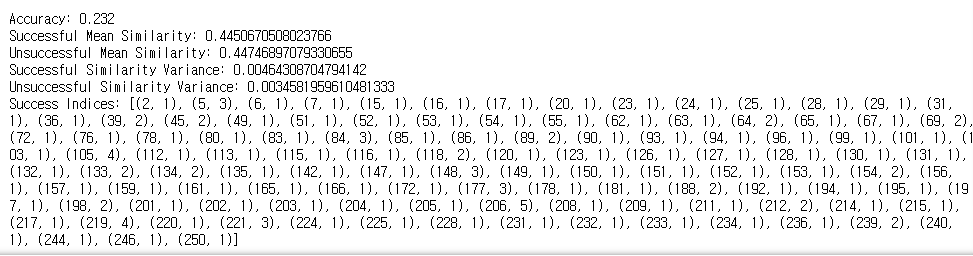 Accuracy: 0.232
Successful Mean Similarity: 0.4450670508023766
Unsuccessful Mean Similarity: 0.44746897079330655
Successful Similarity Variance: 0.00464308704794142
Unsuccessful Similarity Variance: 0.0034581959610481333
Success Indices: [(2, 1), (5, 3), (6, 1), (7, 1), (15, 1), (16, 1), (17, 1), (20, 1), (23, 1), (24, 1), (25, 1), (28, 1), (29, 1), (31,
1), (36, 1), (39, 2), (45, 2), (49, 1), (51, 1), (52, 1), (53, 1), (54, 1), (55, 1), (62, 1), (63, 1), (64, 2), (65, 1), (67, 1), (69, 2),
(72, 1), (76, 1), (78, 1), (80, 1), (83, 1), (84, 3), (85, 1), (86, 1), (89, 2), (90, 1), (93, 1), (94, 1), (96, 1), (99, 1), (101, 1), (1
03, 1), (105, 4), (112, 1), (113, 1), (115, 1), (116, 1), (118, 2), (120, 1), (123, 1), (126, 1), (127, 1), (128, 1), (130, 1), (131, 1),
(132, 1), (133, 2), (134, 2), (135, 1), (142, 1), (147, 1), (148, 3), (149, 1), (150, 1), (151, 1), (152, 1), (153, 1), (154, 2), (156,
1), (157, 1), (159, 1), (161, 1), (165, 1), (166, 1), (172, 1), (177, 3), (178, 1), (181, 1), (188, 2), (192, 1), (194, 1), (195, 1), (19
7, 1), (198, 2), (201, 1), (202, 1), (203, 1), (204, 1), (205, 1), (206, 5), (208, 1), (209, 1), (211, 1), (212, 2), (214, 1), (215, 1),
(217, 1), (219, 4), (220, 1), (221, 3), (224, 1), (225, 1), (228, 1), (231, 1), (232, 1), (233, 1), (234, 1), (236, 1), (239, 2), (240,
1), (244, 1), (246, 1), (250, 1)]